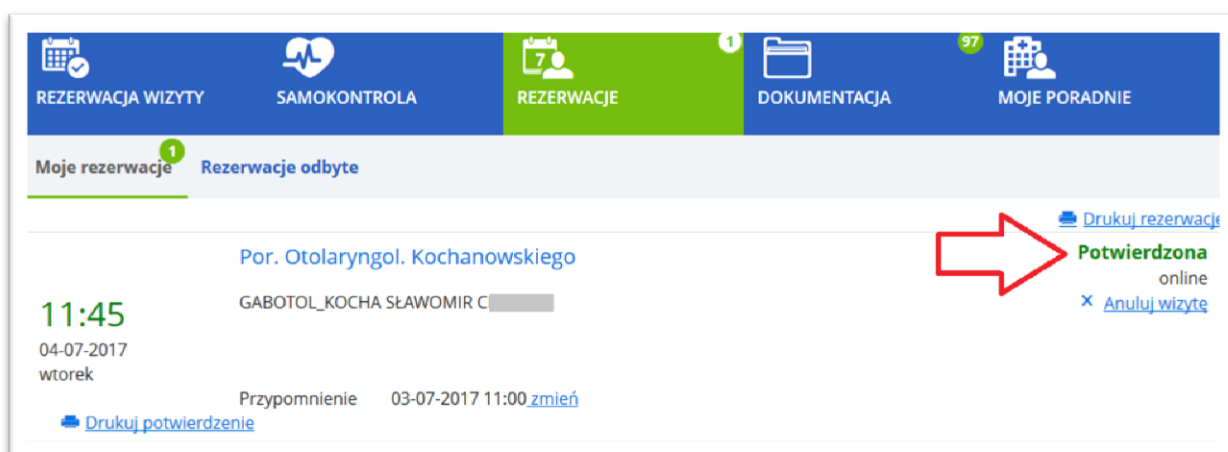 REZERWACJA WIZYTY
SAMOKONTROLA
7
1
REZERWACJE
97
DOKUMENTACJA
MOJE PORADNIE
Moje rezerwacje 1 Rezerwacje odbyte
Drukuj rezerwacje
Por. Otolaryngol. Kochanowskiego
Potwierdzona
online
GABOTOL_KOCHA SŁAWOMIR C
Anuluj wizytę
11:45
04-07-2017
wtorek
Przypomnienie 03-07-2017 11:00 zmień
Drukuj potwierdzenie